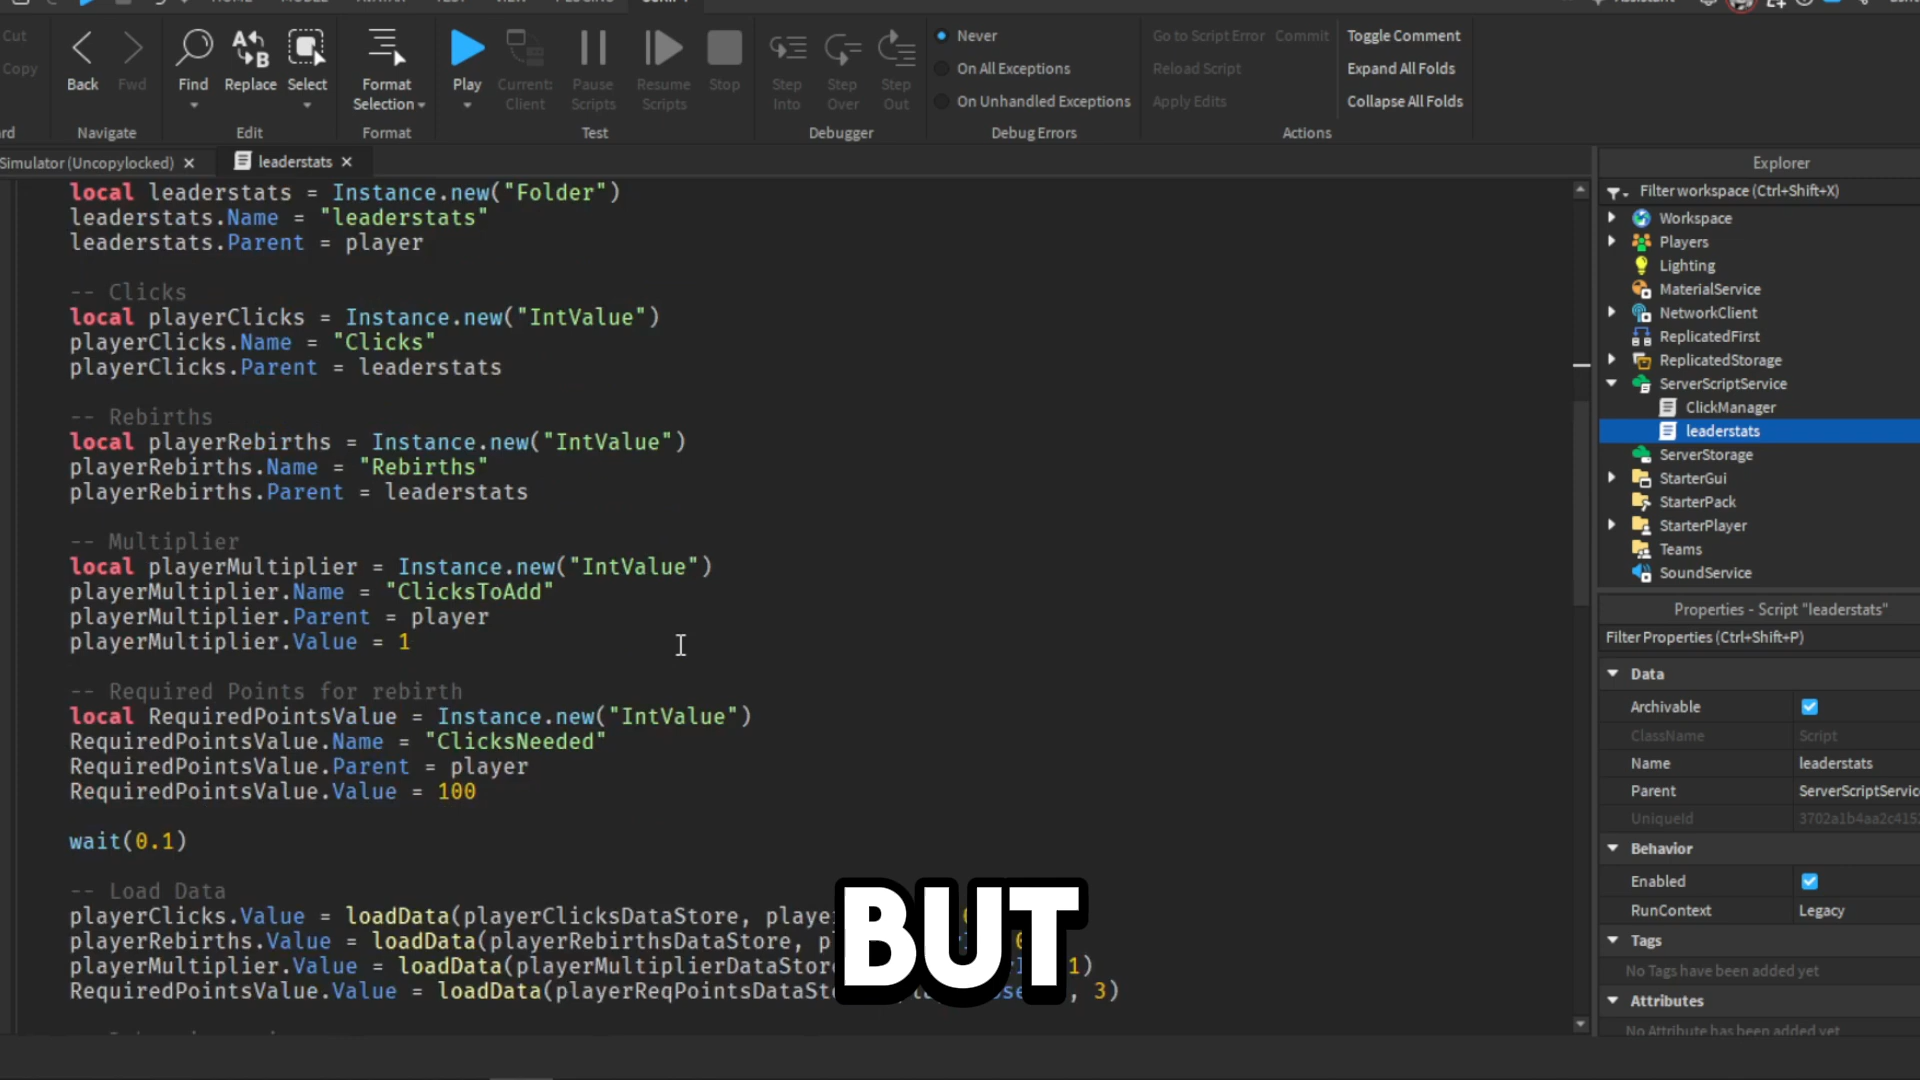 Cut
Copy
Back
Fwd
Find
Replace
Select
Format
Selection
Play
Current:
Client
Pause
Scripts
Resume
Scripts
Stop
Step
Into
Step
Over
Step
Out
Never
On All Exceptions
On Unhandled Exceptions
Go to Script Error
Commit
Reload Script
Apply Edits
Toggle Comment
Expand All Folds
Collapse All Folds
rd
Navigate
Edit
Format
Test
Debugger
Debug Errors
Actions
Simulator (Uncopylocked)
leaderstats
local leaderstats = Instance.new("Folder")
leaderstats.Name = "leaderstats"
leaderstats.Parent = player
-- Clicks
local playerClicks = Instance.new("IntValue")
playerClicks.Name = "Clicks"
playerClicks.Parent = leaderstats
-- Rebirths
local playerRebirths = Instance.new("IntValue")
playerRebirths.Name = "Rebirths"
playerRebirths.Parent = leaderstats
-- Multiplier
local playerMultiplier = Instance.new("IntValue")
playerMultiplier.Name = "ClicksToAdd"
playerMultiplier.Parent = player
playerMultiplier.Value = 1
-- Required Points for rebirth
local RequiredPointsValue = Instance.new("IntValue")
RequiredPointsValue.Name = "ClicksNeeded"
RequiredPointsValue.Parent = player
RequiredPointsValue.Value = 100
wait(0.1)
-- Load Data
playerClicks.Value = loadData(playerClicksDataStore, playe
playerRebirths.Value = loadData(playerRebirthsDataStore, p
playerMultiplier.Value = loadData(playerMultiplierDataStor 1)
RequiredPointsValue.Value = loadData(playerReqPointsDataSt , 3)
BUT
Explorer
Filter workspace (Ctrl+Shift+X)
Workspace
Players
Lighting
MaterialService
NetworkClient
ReplicatedFirst
ReplicatedStorage
ServerScriptService
ClickManager
leaderstats
ServerStorage
StarterGui
StarterPack
StarterPlayer
Teams
SoundService
Properties - Script "leaderstats"
Filter Properties (Ctrl+Shift+P)
Data
Archivable
ClassName Script
Name leaderstats
Parent ServerScriptServic
UniqueId 3702a1b4aa2c415
Behavior
Enabled
RunContext Legacy
Tags
No Tags have been added yet
Attributes
No Attribute has been added yet